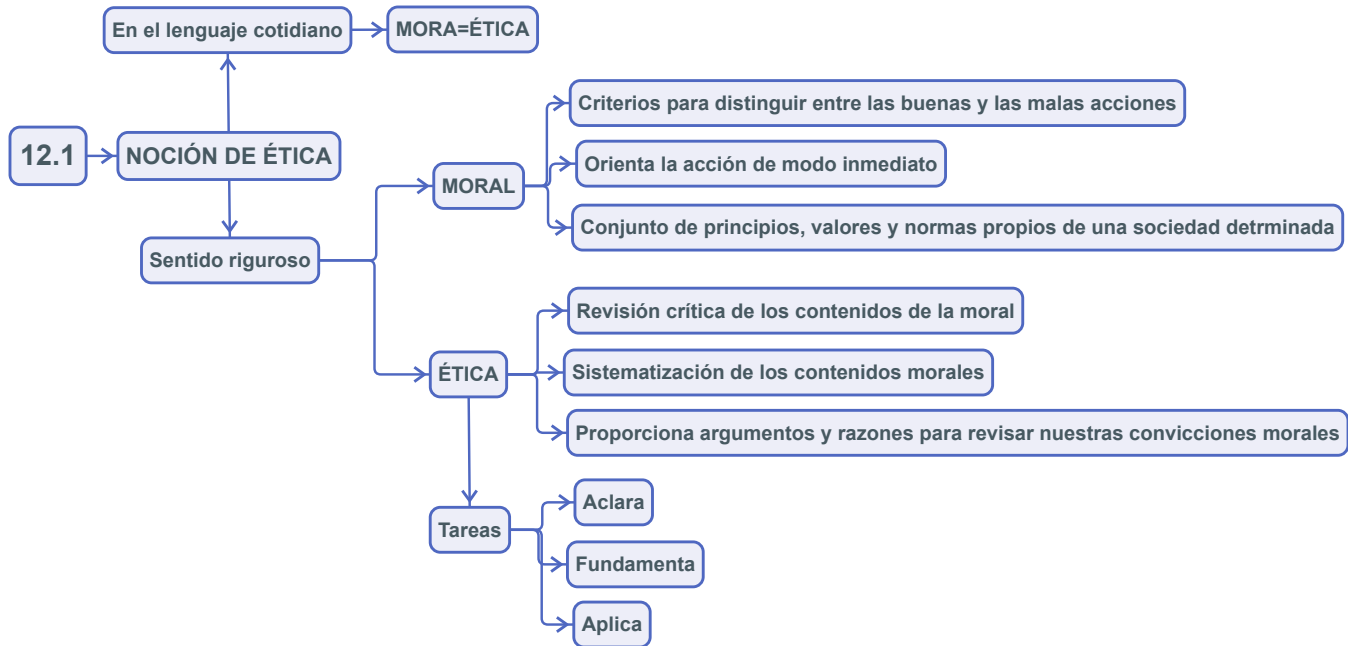 En el lenguaje cotidiano
MORA=ÉTICA
12.1
NOCIÓN DE ÉTICA
Sentido riguroso
MORAL
Criterios para distinguir entre las buenas y las malas acciones
Orienta la acción de modo inmediato
Conjunto de principios, valores y normas propios de una sociedad detrminada
ÉTICA
Revisión crítica de los contenidos de la moral
Sistematización de los contenidos morales
Proporciona argumentos y razones para revisar nuestras convicciones morales
Tareas
Aclara
Fundamenta
Aplica